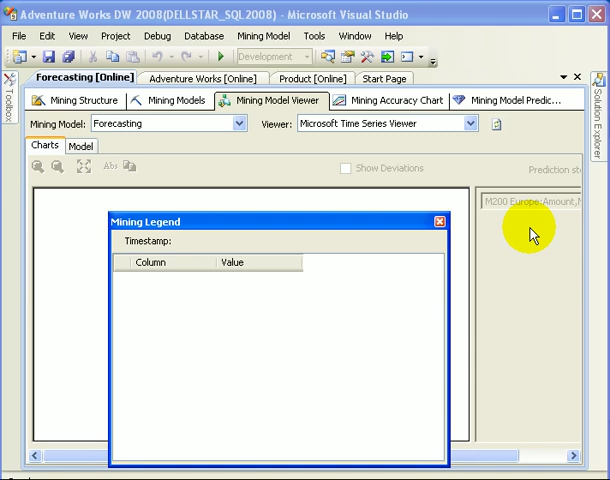 Adventure Works DW 2008(DELLSTAR_SQL2008) - Microsoft Visual Studio
File Edit View Project Debug Database Mining Model Tools Window Help
Development
Forecasting [Online] Adventure Works [Online] Product [Online] Start Page
Toolbox
Solution Explorer
Mining Structure Mining Models Mining Model Viewer Mining Accuracy Chart Mining Model Predic...
Mining Model: Forecasting Viewer: Microsoft Time Series Viewer
Charts Model
Abs Show Deviations Prediction ste
M200 Europe:Amount,
Mining Legend
Timestamp:
Column Value